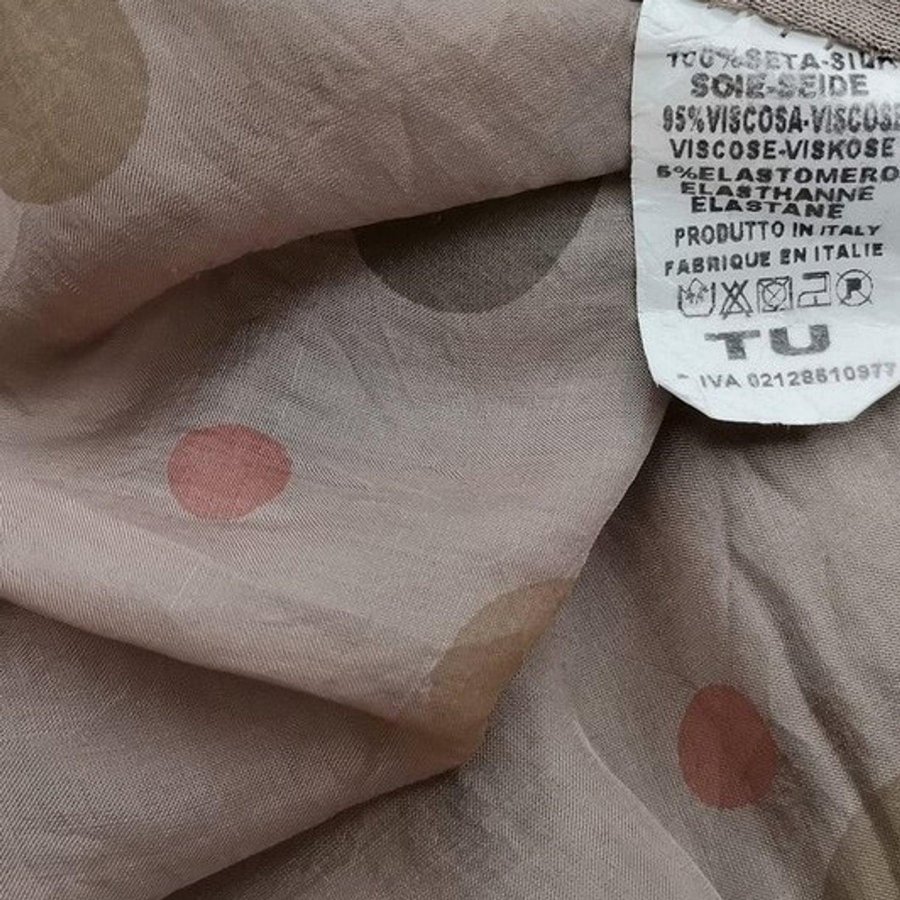 100%SETA-SILK
SOIE-SEIDE
95%VISCOSA-VISCOSE
VISCOSE-VISKOSE
5%ELASTOMERO
ELASTHANNE
ELASTANE
PRODUTTO IN ITALY
FABRIQUE EN ITALIE
P
TU
IVA 02128610977